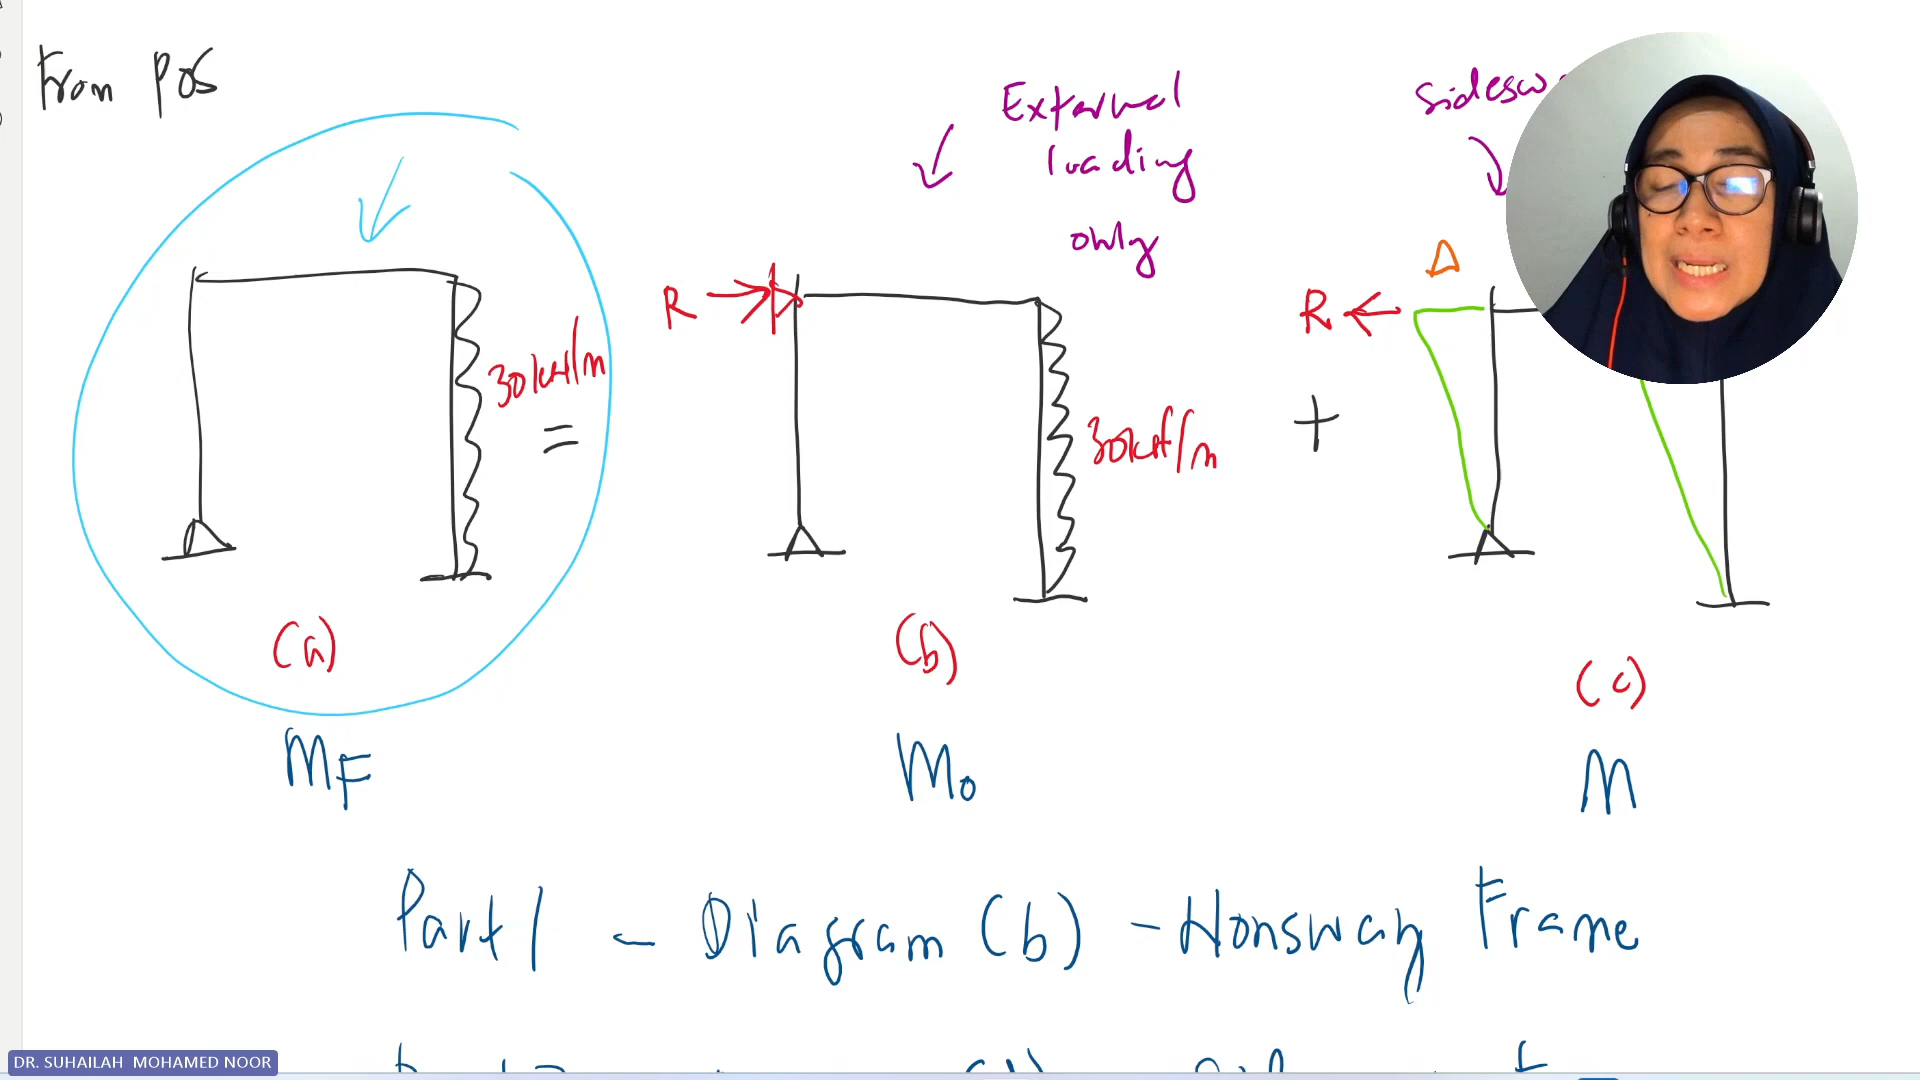 From POS
External
loading
only
Sidesw
Δ
R
R
30kN/m
=
30kN/m
+
(a)
(b)
(c)
MF
Mo
M
Part 1 - Diagram (b) - Nonsway Frame
DR. SUHAILAH MOHAMED NOOR